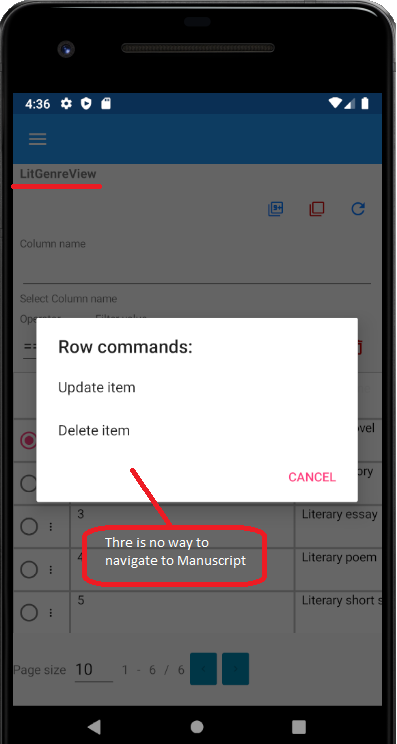 4:36
LitGenreView
9+
Column name
Select Column name
Operator Filter value
==
Row commands:
Update item
Delete item
CANCEL
ovel
ory
3 Literary essay
Thre is no way to
navigate to Manuscript
4 Literary poem
5 Literary short s
Page size 10 1 - 6 / 6